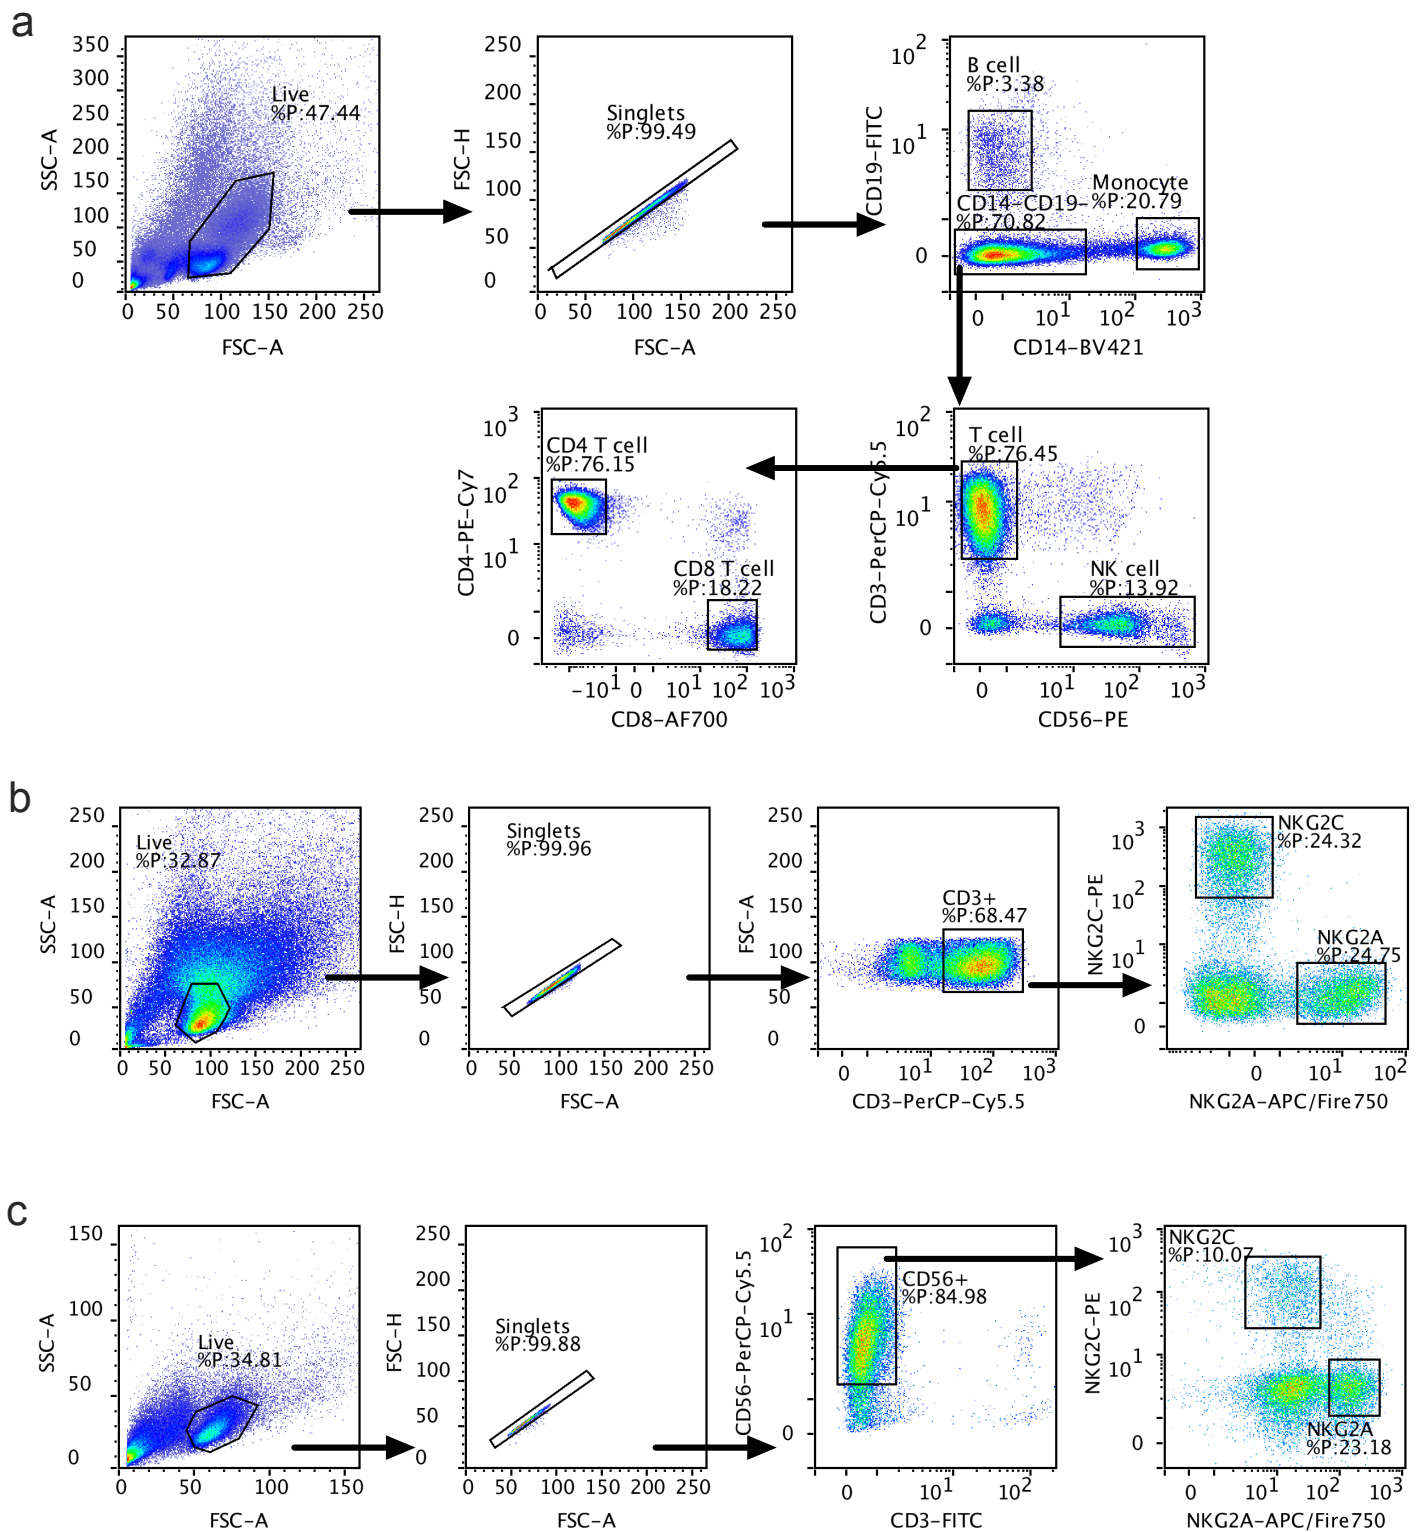 a
350
300
250
200
150
100
50
0
SSC-A
Live
%P:47.44
0 50 100 150 200 250
FSC-A
250
200
150
100
50
0
FSC-H
Singlets
%P:99.49
0 50 100 150 200 250
FSC-A
10²
10¹
0
CD19-FITC
B cell
%P:3.38
CD14-CD19-
%P:70.82
Monocyte
%P:20.79
0 10¹ 10² 10³
CD14-BV421
10³
10²
10¹
0
CD4-PE-Cy7
CD4 T cell
%P:76.15
CD8 T cell
%P:18.22
-10¹ 0 10¹ 10² 10³
CD8-AF700
10²
10¹
0
CD3-PerCP-Cy5.5
T cell
%P:76.45
NK cell
%P:13.92
0 10¹ 10² 10³
CD56-PE
b
250
200
150
100
50
0
SSC-A
Live
%P:32.87
0 50 100 150 200 250
FSC-A
250
200
150
100
50
0
FSC-H
Singlets
%P:99.96
0 50 100 150 200 250
FSC-A
250
200
150
100
50
0
FSC-A
CD3+
%P:68.47
0 10¹ 10² 10³
CD3-PerCP-Cy5.5
10³
10²
10¹
0
NKG2C-PE
NKG2C
%P:24.32
NKG2A
%P:24.75
0 10¹ 10²
NKG2A-APC/Fire750
c
150
100
50
0
SSC-A
Live
%P:34.81
0 50 100 150
FSC-A
250
200
150
100
50
0
FSC-H
Singlets
%P:99.88
0 50 100 150 200 250
FSC-A
10²
10¹
0
CD56-PerCP-Cy5.5
CD56+
%P:84.98
0 10¹ 10²
CD3-FITC
10³
10²
10¹
0
NKG2C-PE
NKG2C
%P:10.07
NKG2A
%P:23.18
0 10¹ 10² 10³
NKG2A-APC/Fire750